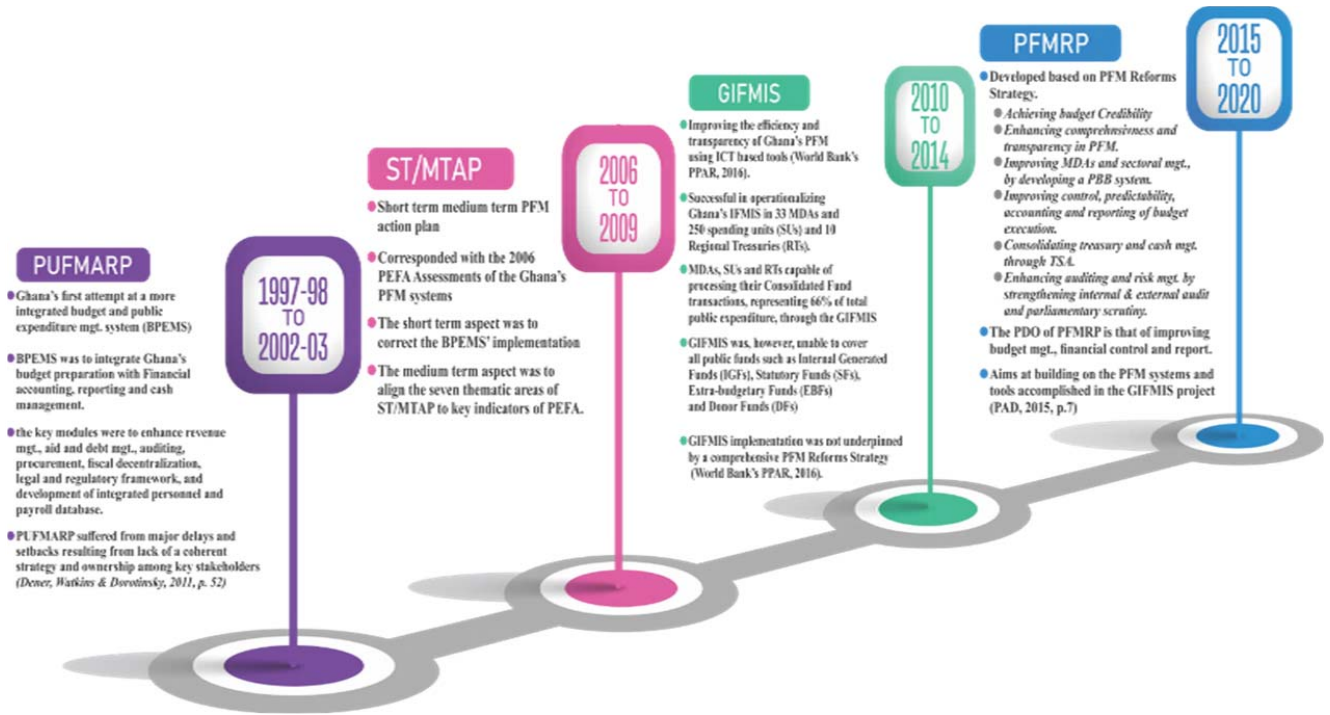 PUFMARP
1997-98
TO
2002-03
Ghana's first attempt at a more
integrated budget and public
expenditure mgt. system (BPEMS)
BPEMS was to integrate Ghana's
budget preparation with Financial
accounting, reporting and cash
management.
the key modules were to enhance revenue
mgt., aid and debt mgt., auditing,
procurement, fiscal decentralization,
legal and regulatory framework, and
development of integrated personnel and
payroll database.
PUFMARP suffered from major delays and
setbacks resulting from lack of a coherent
strategy and ownership among key stakeholders
(Dener, Watkins & Dorotinsky, 2011, p. 52)
ST/MTAP
2006
TO
2009
Short term medium term PFM
action plan
Corresponded with the 2006
PEFA Assessments of the Ghana's
PFM systems
The short term aspect was to
correct the BPEMS' implementation
The medium term aspect was to
align the seven thematic areas of
ST/MTAP to key indicators of PEFA.
GIFMIS
2010
TO
2014
Improving the efficiency and
transparency of Ghana's PFM
using ICT based tools (World Bank's
PPAR, 2016).
Successful in operationalizing
Ghana's IFMIS in 33 MDAs and
250 spending units (SUs) and 10
Regional Treasuries (RTs).
MDAs, SUs and RTs capable of
processing their Consolidated Fund
transactions, representing 66% of total
public expenditure, through the GIFMIS
GIFMIS was, however, unable to cover
all public funds such as Internal Generated
Funds (IGFs), Statutory Funds (SFs),
Extra-budgetary Funds (EBFs)
and Donor Funds (DFs)
GIFMIS implementation was not underpinned
by a comprehensive PFM Reforms Strategy
(World Bank's PPAR, 2016).
PFMRP
2015
TO
2020
Developed based on PFM Reforms
Strategy.
Achieving budget Credibility
Enhancing comprehnsivness and
transparency in PFM.
Improving MDAs and sectoral mgt.,
by developing a PBB system.
Improving control, predictability,
accounting and reporting of budget
execution.
Consolidating treasury and cash mgt.
through TSA.
Enhancing auditing and risk mgt. by
strengthening internal & external audit
and parliamentary scrutiny.
The PDO of PFMRP is that of improving
budget mgt., financial control and report.
Aims at building on the PFM systems and
tools accomplished in the GIFMIS project
(PAD, 2015, p.7)